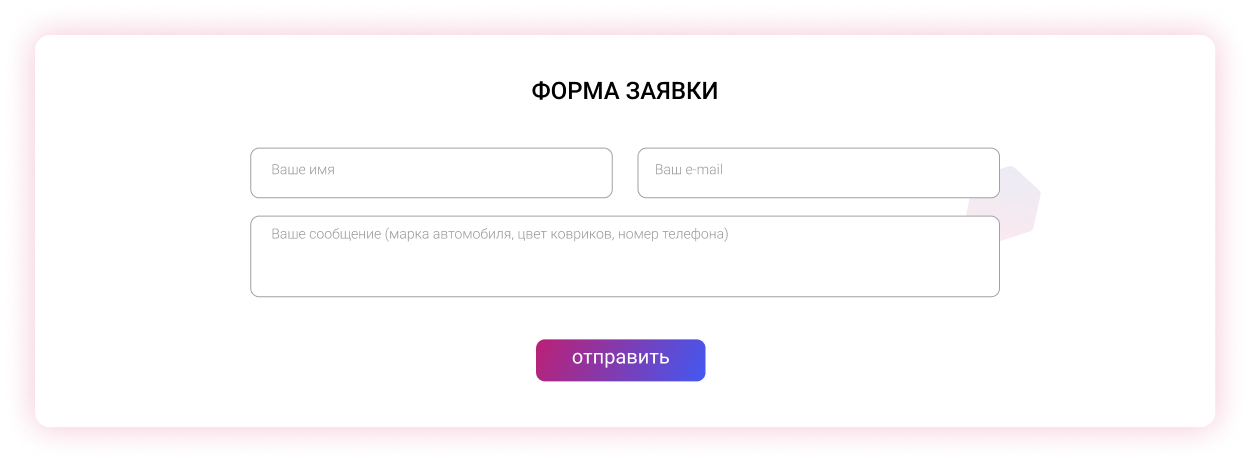 ФОРМА ЗАЯВКИ
Ваше имя
Ваш e-mail
Ваше сообщение (марка автомобиля, цвет ковриков, номер телефона)
отправить